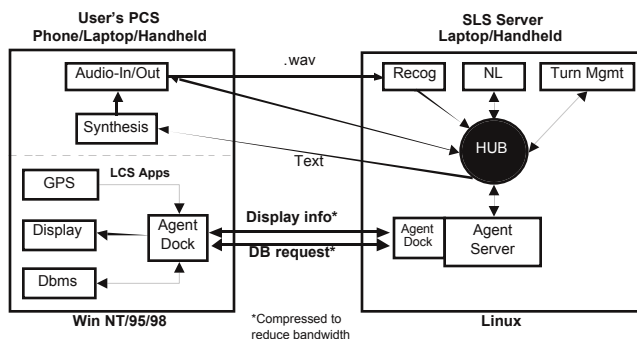 User's PCS
Phone/Laptop/Handheld
SLS Server
Laptop/Handheld
Audio-In/Out
.wav
Recog
NL
Turn Mgmt
Synthesis
HUB
Text
LCS Apps
GPS
Display
Agent
Dock
Dbms
Display info*
DB request*
Agent
Dock
Agent
Server
Win NT/95/98
*Compressed to
reduce bandwidth
Linux